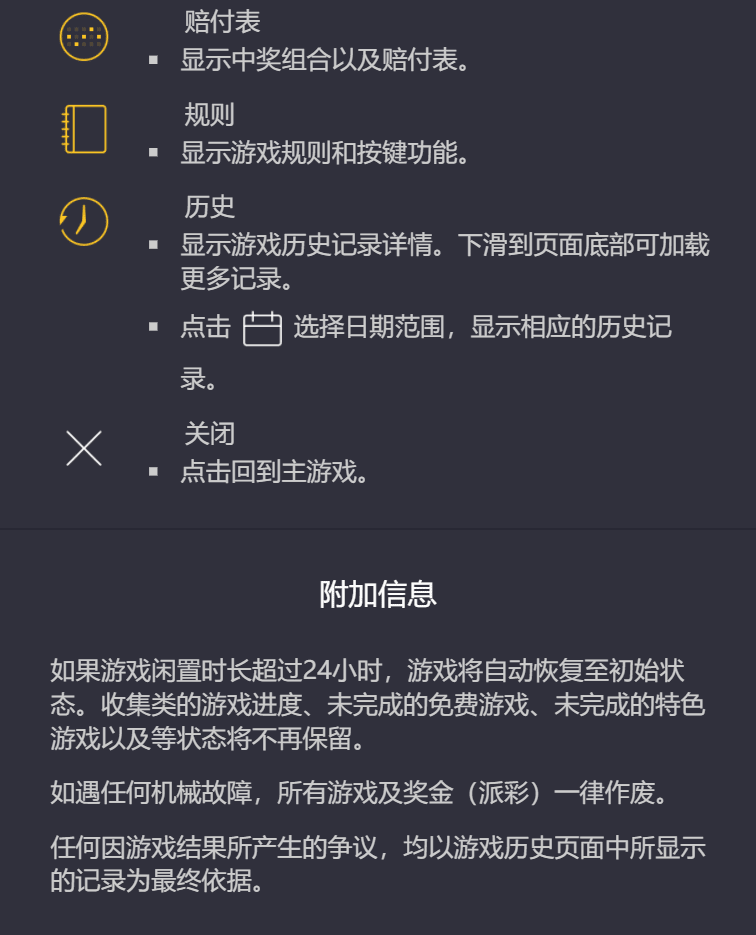 赔付表
显示中奖组合以及赔付表。
规则
显示游戏规则和按键功能。
历史
显示游戏历史记录详情。下滑到页面底部可加载
更多记录。
点击 选择日期范围，显示相应的历史记
录。
关闭
点击回到主游戏。
附加信息
如果游戏闲置时长超过24小时，游戏将自动恢复至初始状
态。收集类的游戏进度、未完成的免费游戏、未完成的特色
游戏以及等状态将不再保留。
如遇任何机械故障，所有游戏及奖金（派彩）一律作废。
任何因游戏结果所产生的争议，均以游戏历史页面中所显示
的记录为最终依据。